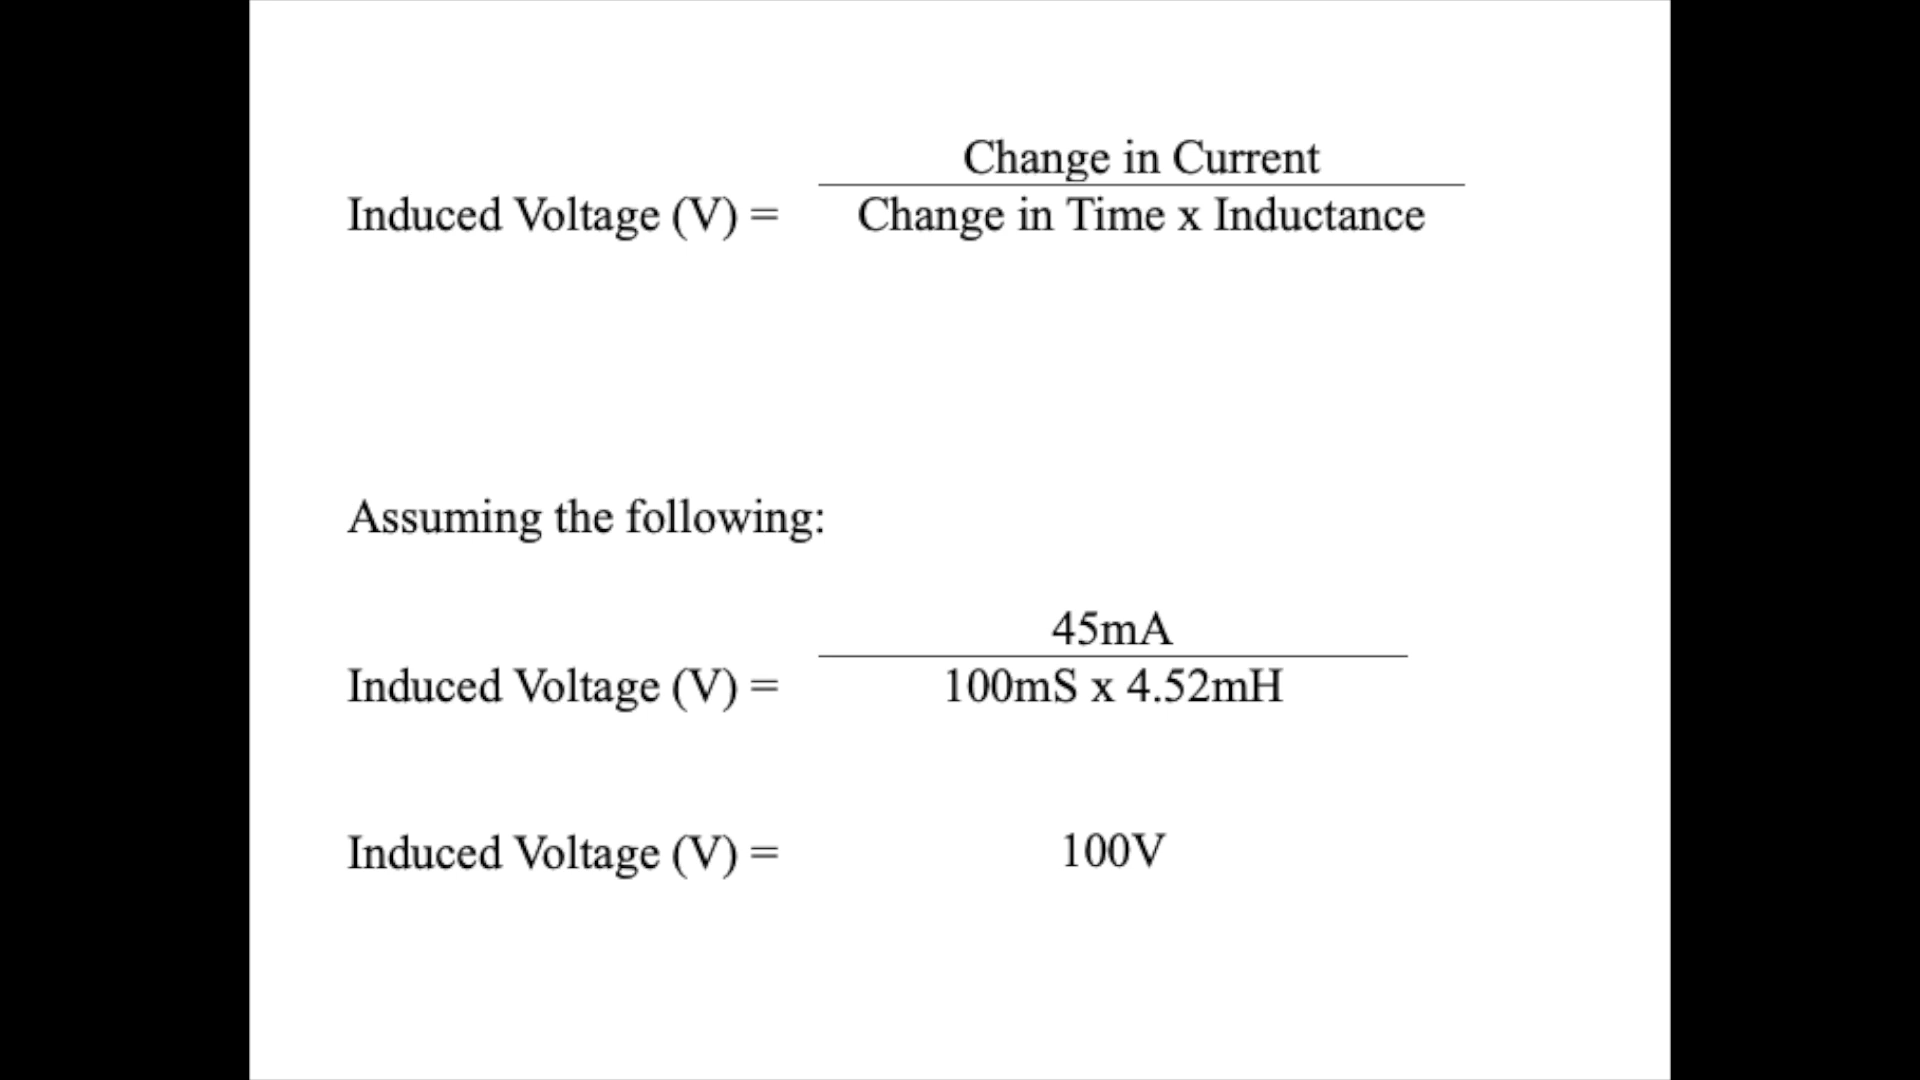 Change in Current
Induced Voltage (V) =
Change in Time x Inductance
Assuming the following:
45mA
Induced Voltage (V) =
100mS x 4.52mH
Induced Voltage (V) = 100V